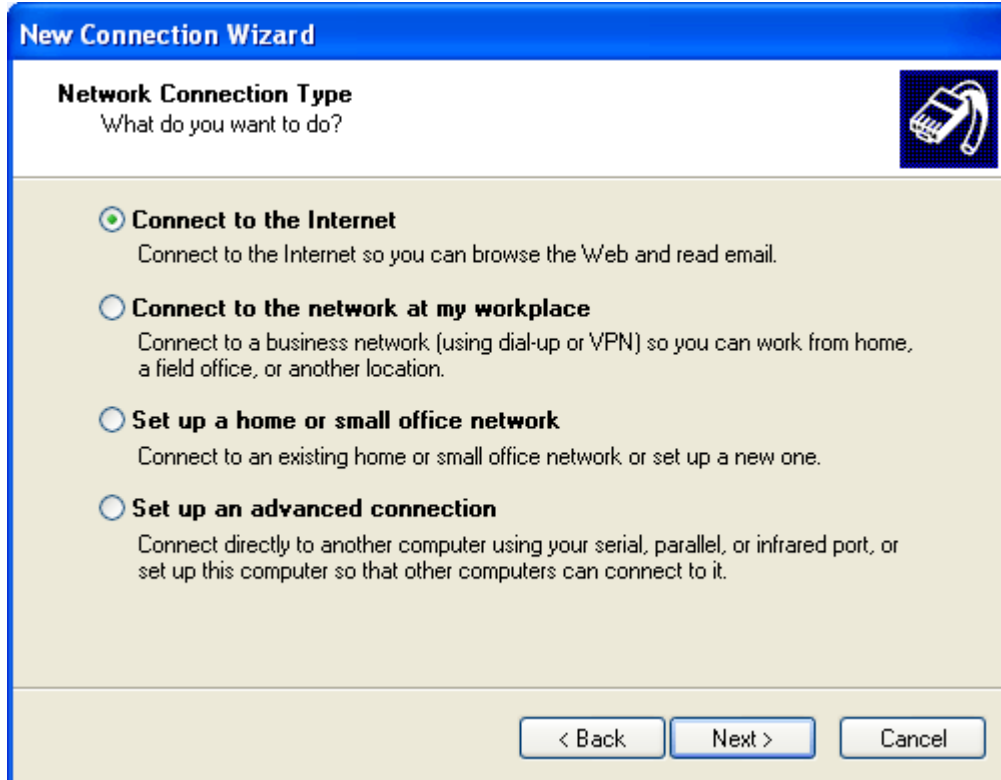 New Connection Wizard
Network Connection Type
What do you want to do?
Connect to the Internet
Connect to the Internet so you can browse the Web and read email.
Connect to the network at my workplace
Connect to a business network (using dial-up or VPN) so you can work from home,
a field office, or another location.
Set up a home or small office network
Connect to an existing home or small office network or set up a new one.
Set up an advanced connection
Connect directly to another computer using your serial, parallel, or infrared port, or
set up this computer so that other computers can connect to it.
< Back Next > Cancel